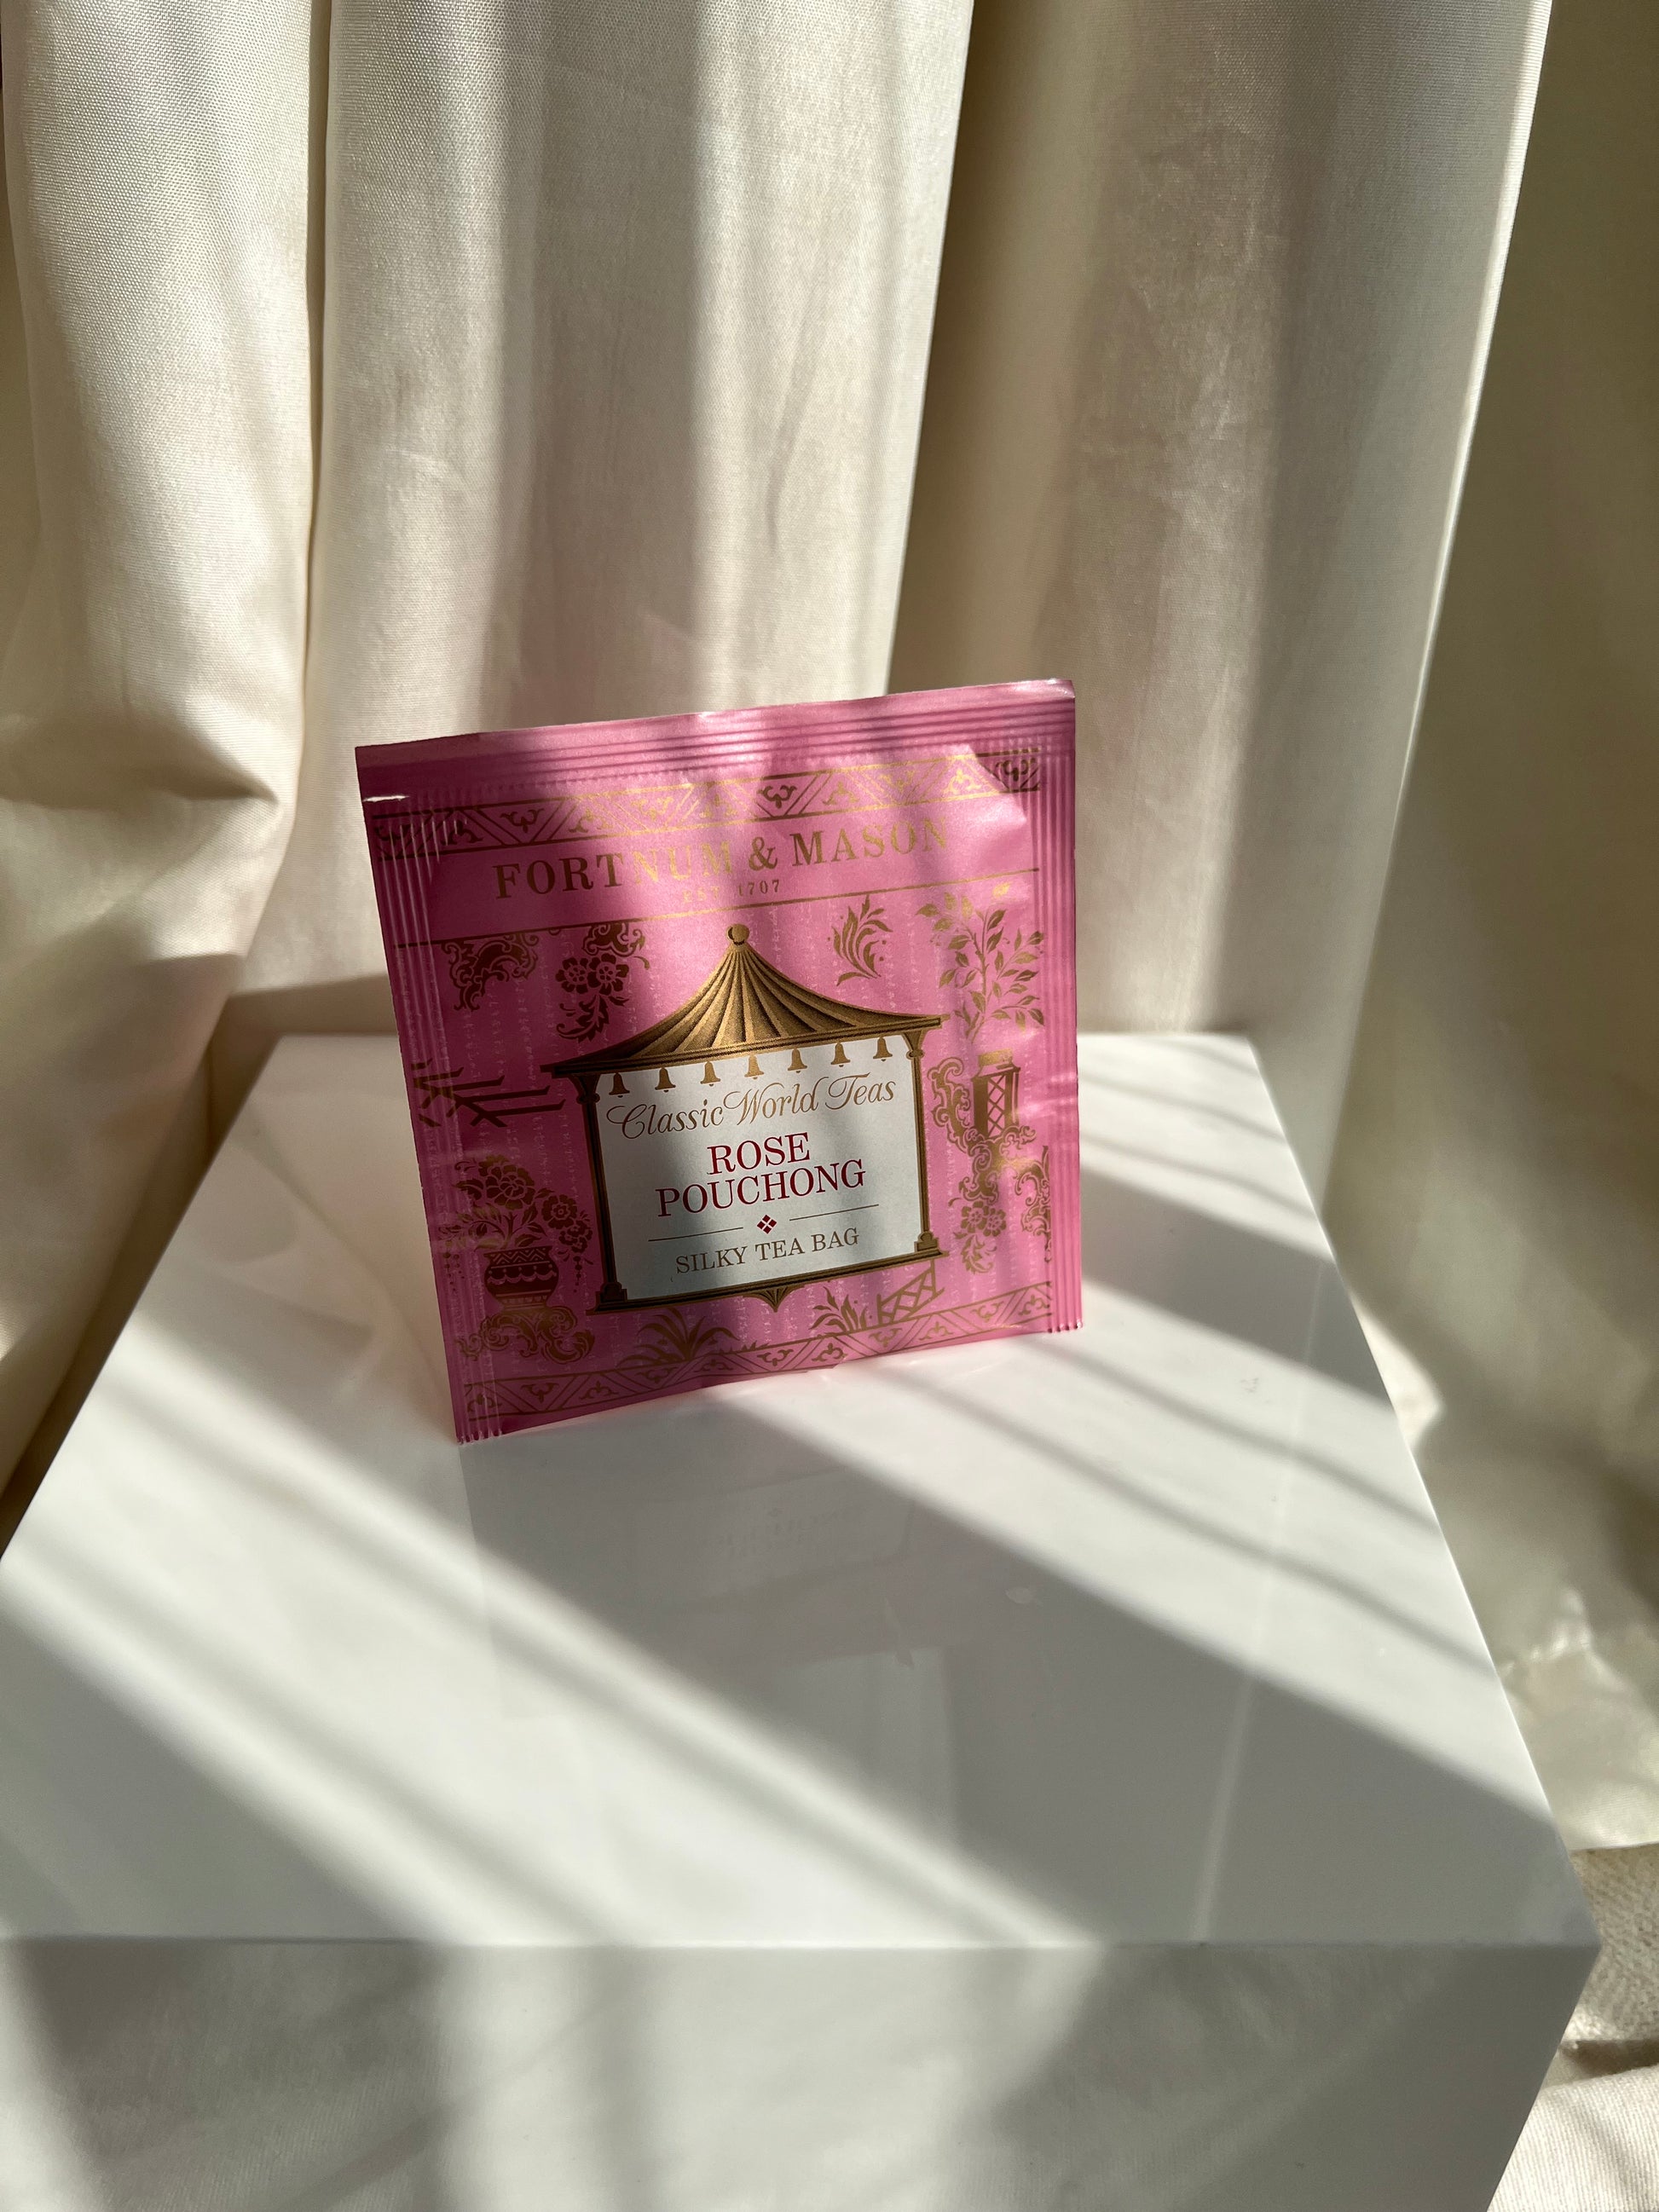 FORTNUM & MASON
EST 1707
Classic World Teas
ROSE
POUCHONG
SILKY TEA BAG